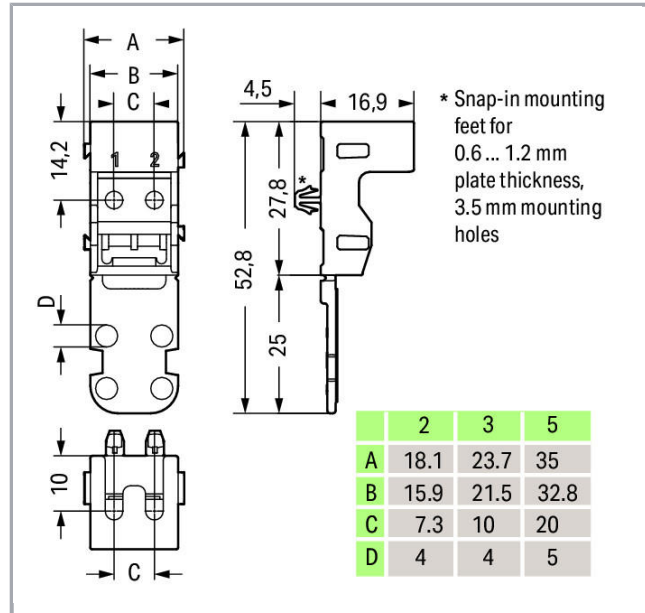 A
B
C
4,5
16,9
14,2
1 2
*
27,8
52,8
D
25
* Snap-in mounting
feet for
0.6 ... 1.2 mm
plate thickness,
3.5 mm mounting
holes
10
C
2 3 5
A 18.1 23.7 35
B 15.9 21.5 32.8
C 7.3 10 20
D 4 4 5